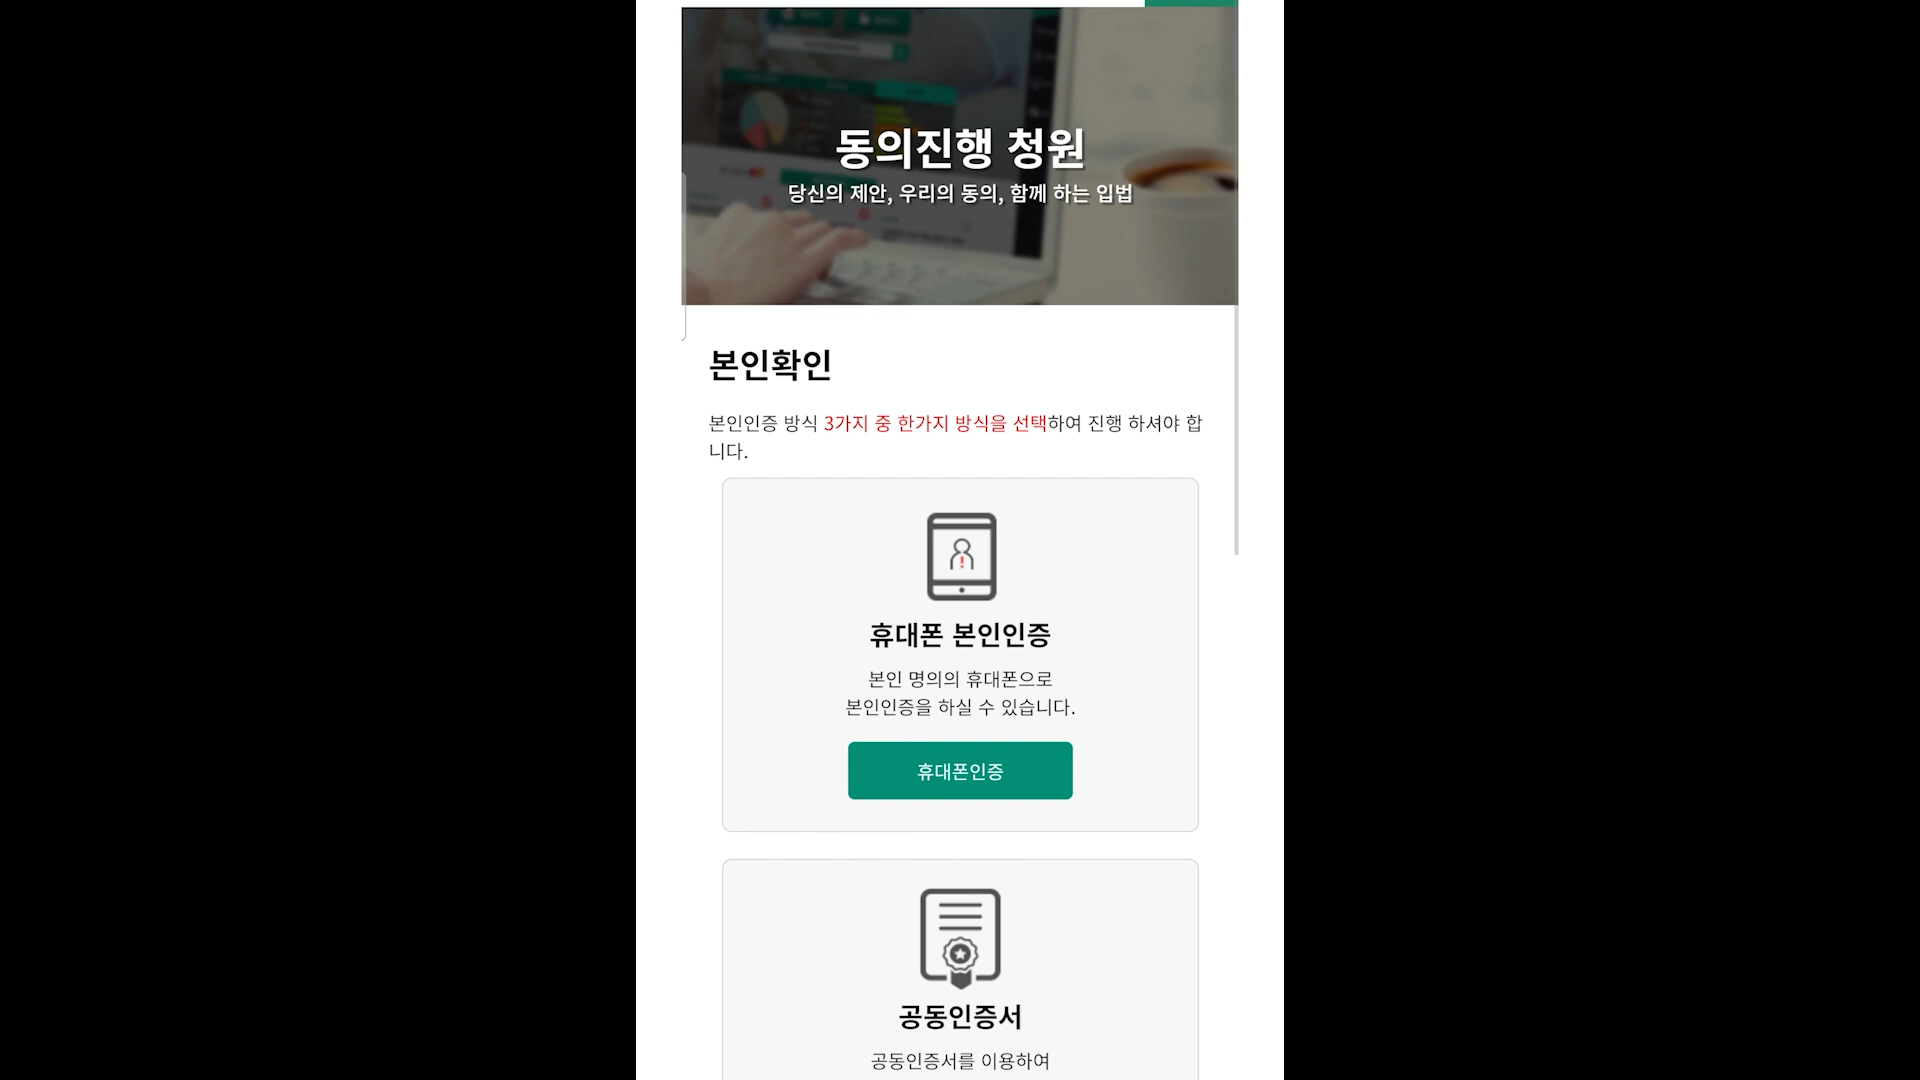 동의진행 청원
당신의 제안, 우리의 동의, 함께 하는 입법
본인확인
본인인증 방식 3가지 중 한가지 방식을 선택하여 진행 하셔야 합
니다.
휴대폰 본인인증
본인 명의의 휴대폰으로
본인인증을 하실 수 있습니다.
휴대폰인증
공동인증서
공동인증서를 이용하여